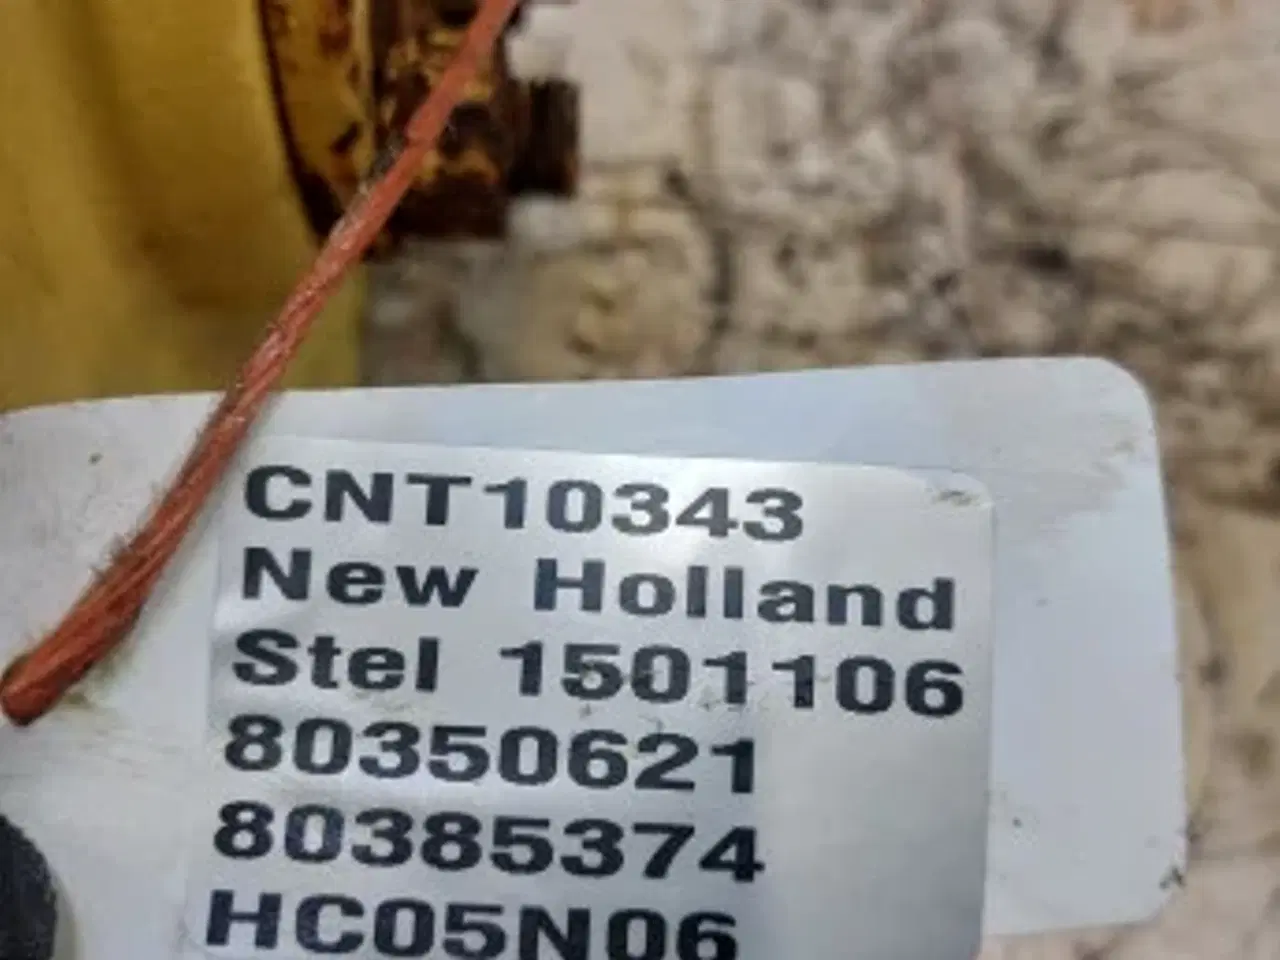 CNT10343
New Holland
Stel 1501106
80350621
80385374
HC05N06